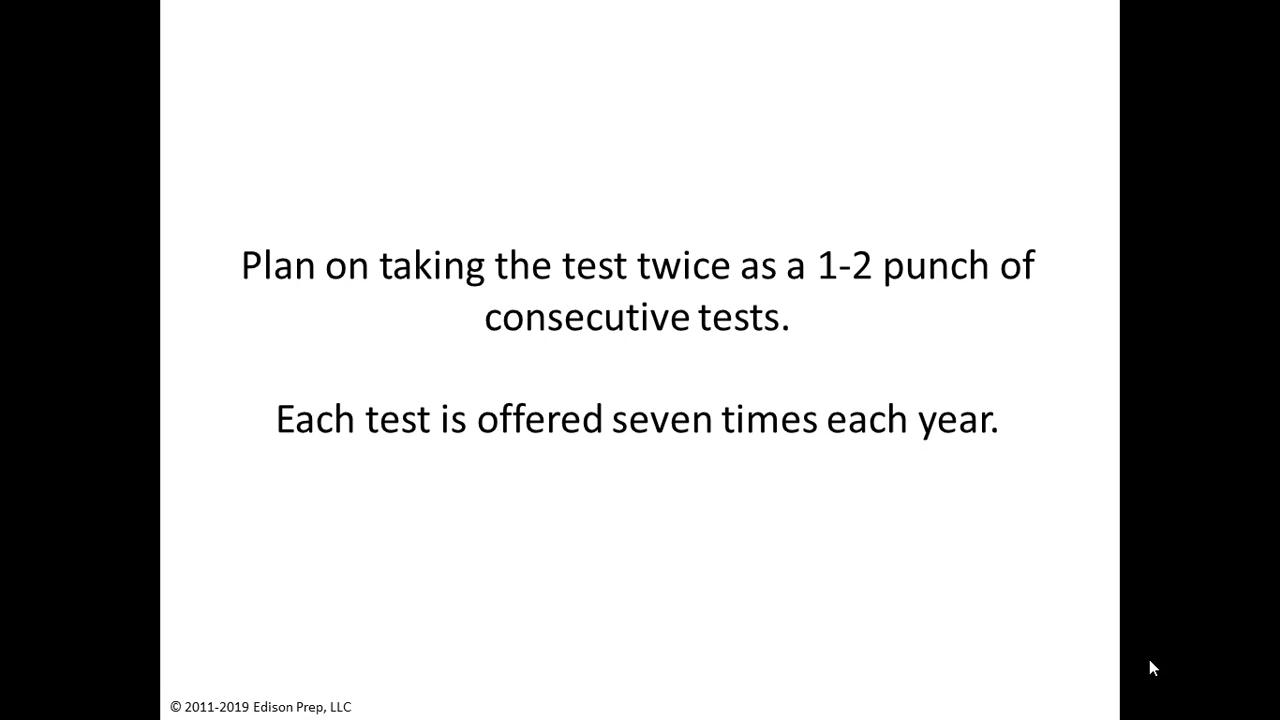 Plan on taking the test twice as a 1-2 punch of
consecutive tests.
Each test is offered seven times each year.
© 2011-2019 Edison Prep, LLC